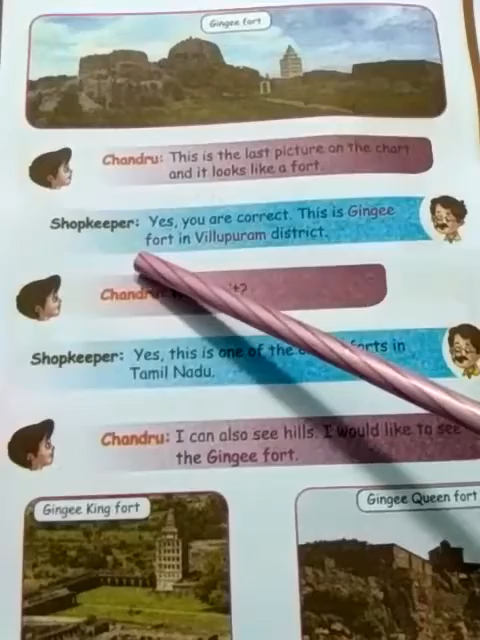 Gingee fort
Chandru: This is the last picture on the chart
and it looks like a fort.
Shopkeeper: Yes, you are correct. This is Gingee
fort in Villupuram district.
Chandru: it?
Shopkeeper: Yes, this is one of the forts in
Tamil Nadu.
Chandru: I can also see hills. I would like to see
the Gingee fort.
Gingee King fort
Gingee Queen fort